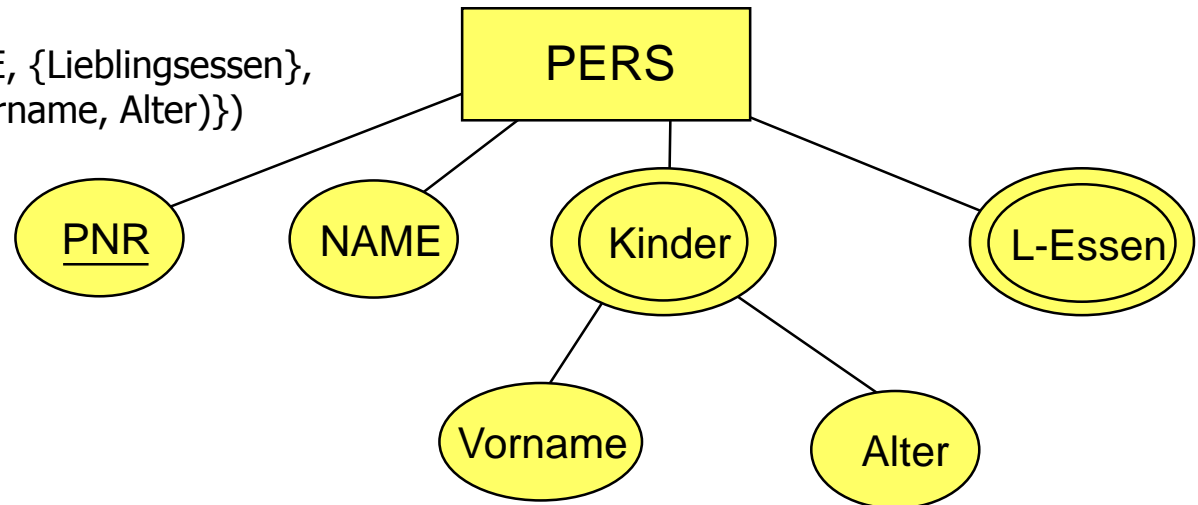 E, {Lieblingsessen},
rname, Alter)})
PERS
PNR
NAME
Kinder
L-Essen
Vorname
Alter